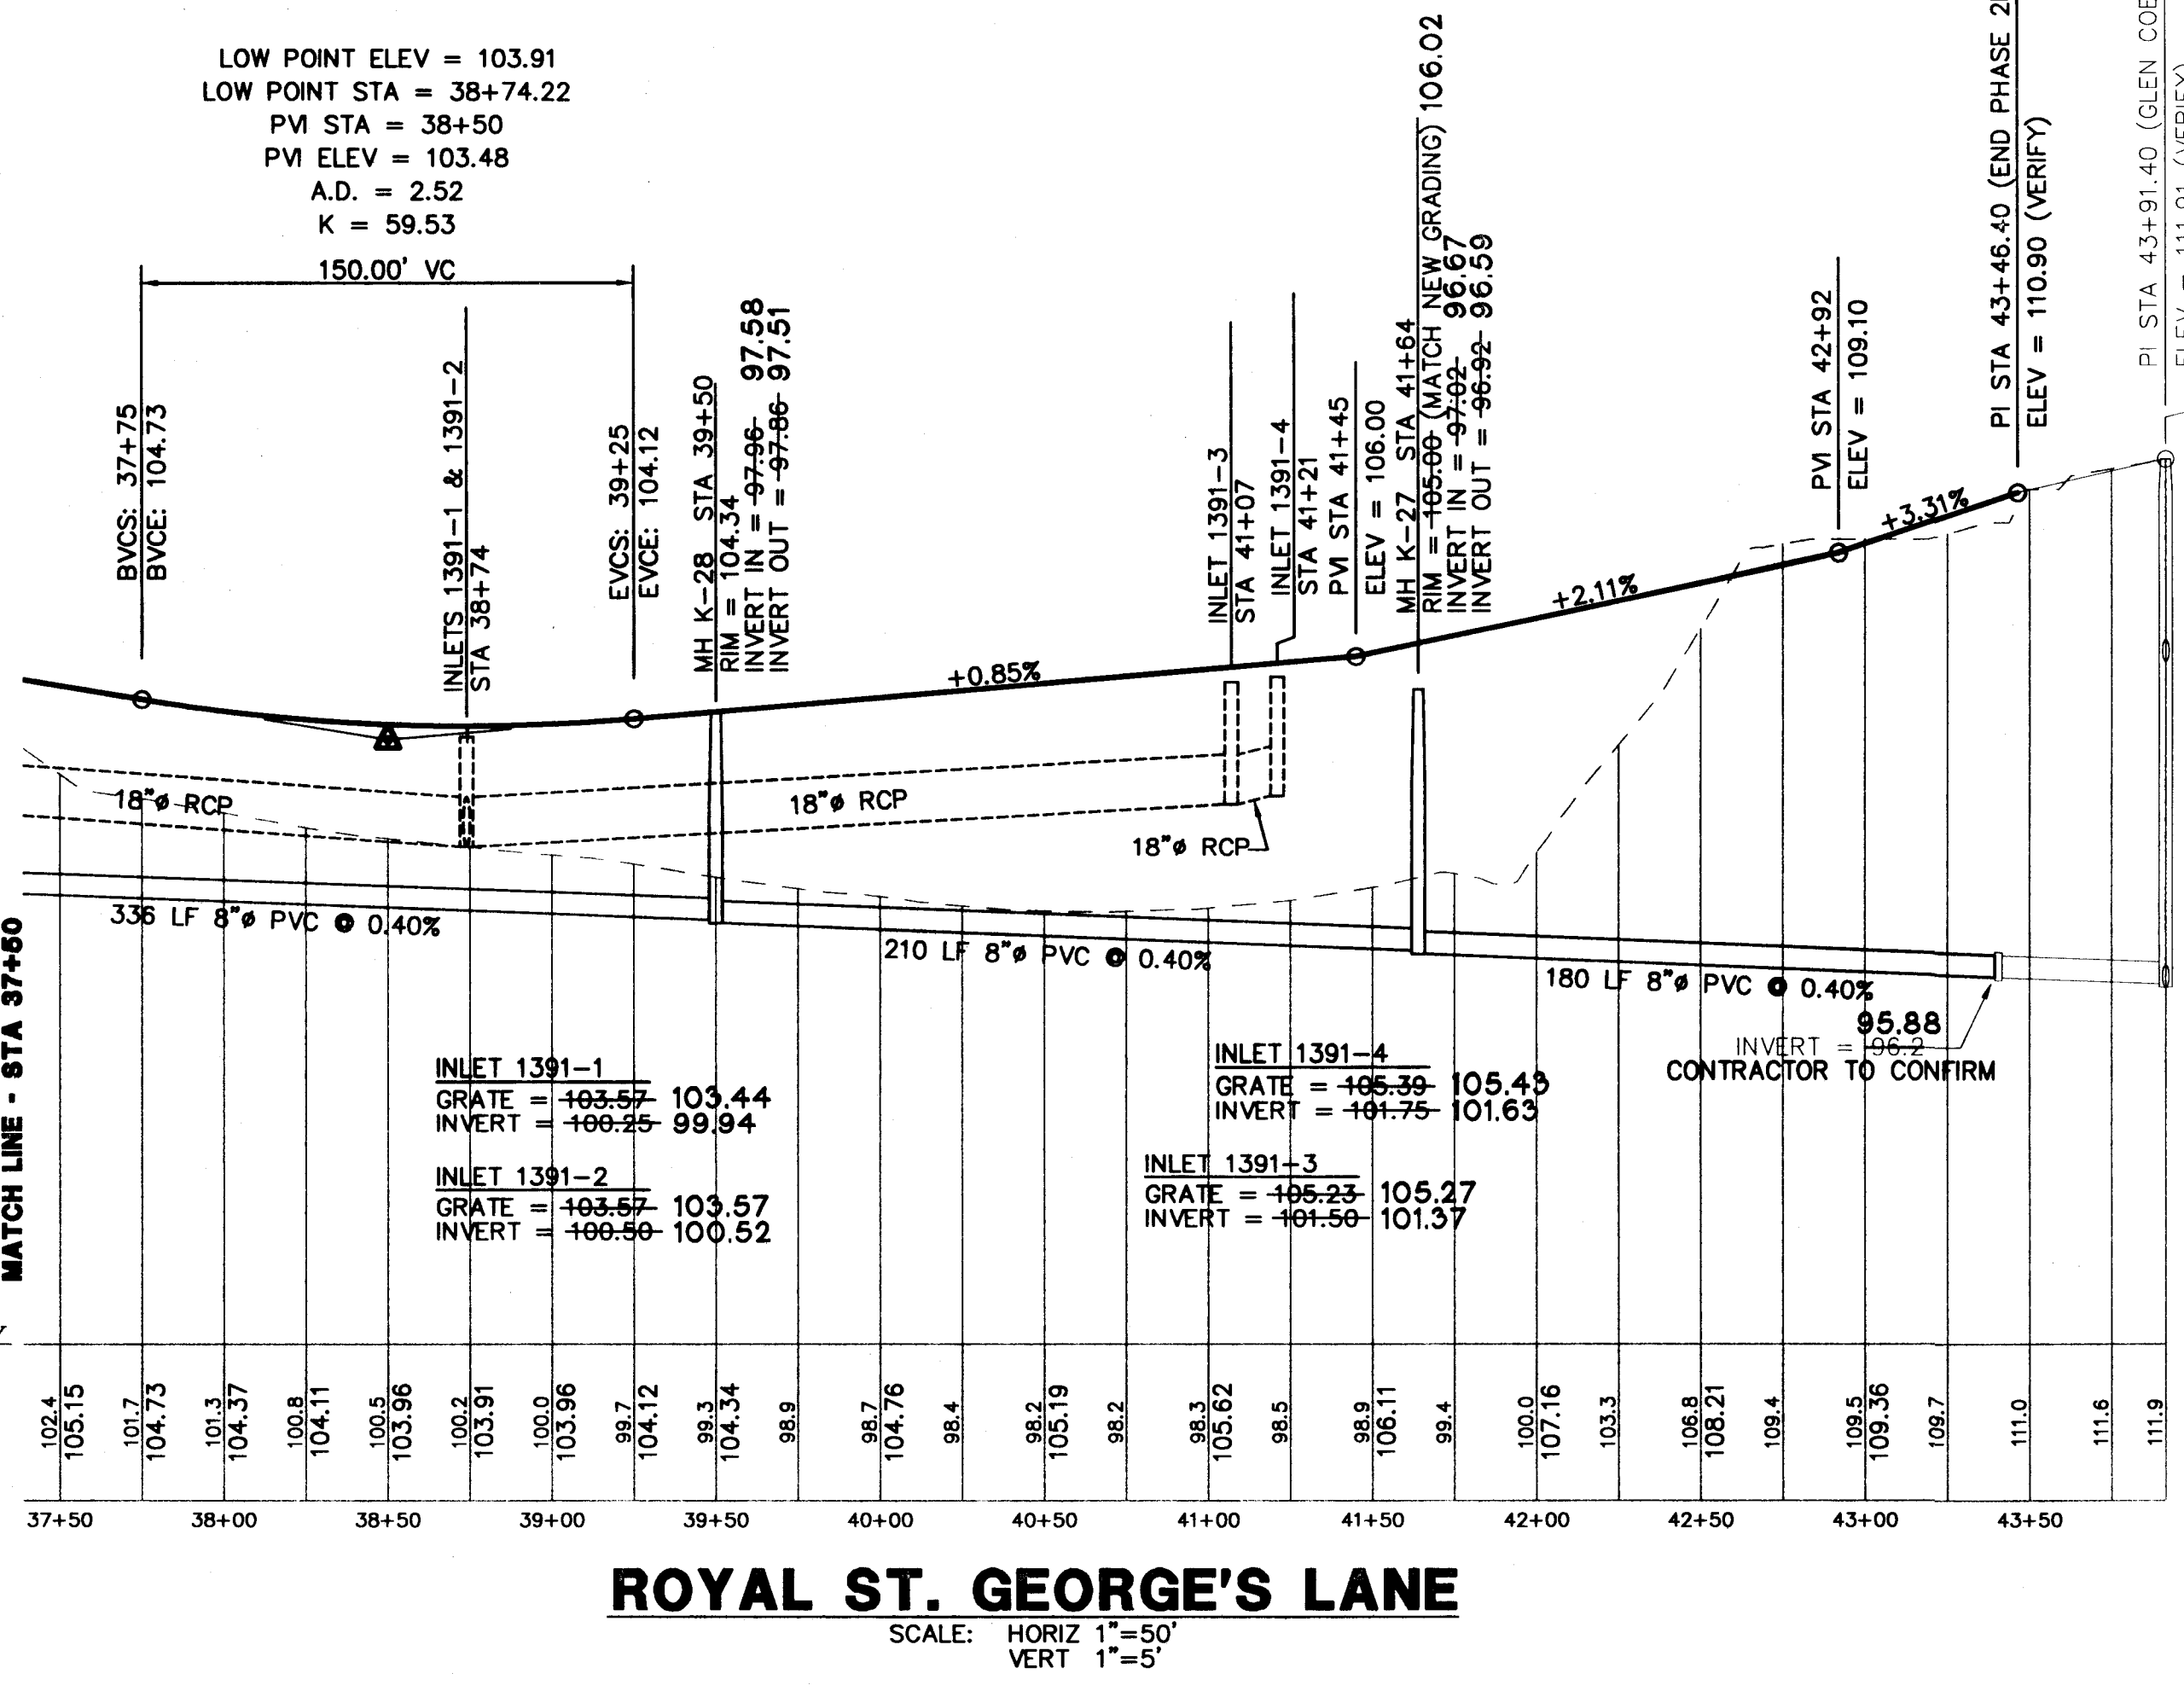 LOW POINT ELEV = 103.91
LOW POINT STA = 38+74.22
PVI STA = 38+50
PVI ELEV = 103.48
A.D. = 2.52
K = 59.53
150.00' VC
BVCS: 37+75
BVCE: 104.73
INLETS 1391-1 & 1391-2
STA 38+74
EVCS: 39+25
EVCE: 104.12
MH K-28 STA 39+50
RIM = 104.34
INVERT IN = 97.96 97.58
INVERT OUT = 97.86 97.51
INLET 1391-3
STA 41+07
INLET 1391-4
STA 41+21
PVI STA 41+45
ELEV = 106.00
MH K-27 STA 41+64
RIM = 105.00 (MATCH NEW GRADING) 106.02
INVERT IN = 97.02 96.67
INVERT OUT = 96.92 96.59
PVI STA 42+92
ELEV = 109.10
PI STA 43+46.40 (END PHASE
ELEV = 110.90 (VERIFY)
PI STA 43+91.40 (GLEN
ELEV = 111.91 (VERIFY)
+0.85%
+2.11%
+3.31%
18"ø RCP
18"ø RCP
18"ø RCP
336 LF 8"ø PVC @ 0.40%
210 LF 8"ø PVC @ 0.40%
180 LF 8"ø PVC @ 0.40%
95.88
INVERT = 96.2
CONTRACTOR TO CONFIRM
MATCH LINE - STA 37+50
INLET 1391-1
GRATE = 103.57 103.44
INVERT = 100.25 99.94
INLET 1391-2
GRATE = 103.57 103.57
INVERT = 100.50 100.52
INLET 1391-4
GRATE = 105.39 105.43
INVERT = 101.75 101.63
INLET 1391-3
GRATE = 105.23 105.27
INVERT = 101.50 101.37
102.4
105.15
101.7
104.73
101.3
104.37
100.8
104.11
100.5
103.96
100.2
103.91
100.0
103.96
99.7
104.12
99.3
104.34
98.9
98.7
104.76
98.4
98.2
105.19
98.2
98.3
105.62
98.5
98.9
106.11
99.4
100.0
107.16
103.3
106.8
108.21
109.4
109.5
109.36
109.7
111.0
111.6
111.9
37+50 38+00 38+50 39+00 39+50 40+00 40+50 41+00 41+50 42+00 42+50 43+00 43+50
ROYAL ST. GEORGE'S LANE
SCALE: HORIZ 1"=50'
VERT 1"=5'